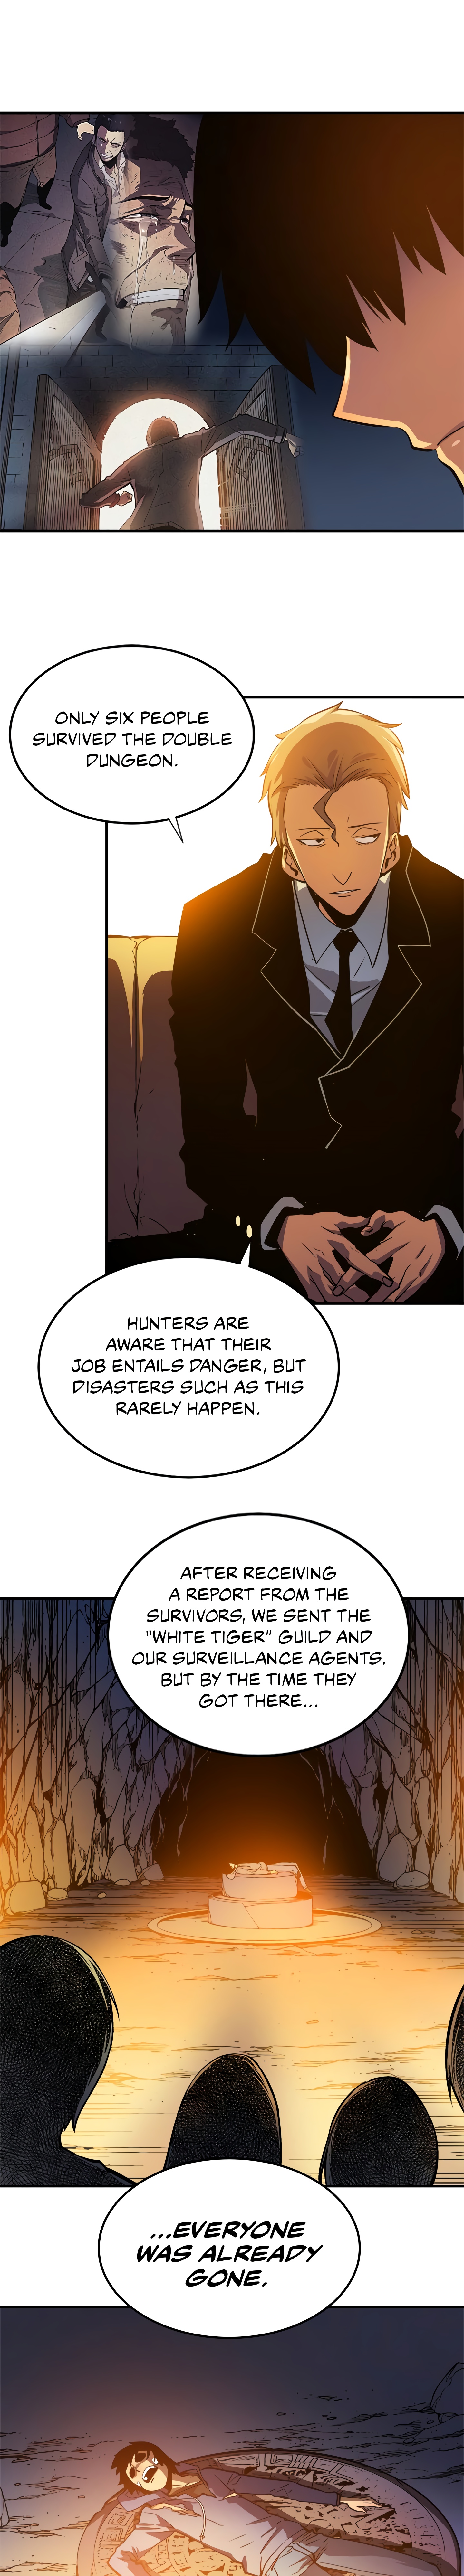 ONLY SIX PEOPLE
SURVIVED THE DOUBLE
DUNGEON.
HUNTERS ARE
AWARE THAT THEIR
JOB ENTAILS DANGER, BUT
DISASTERS SUCH AS THIS
RARELY HAPPEN.
AFTER RECEIVING
A REPORT FROM THE
SURVIVORS, WE SENT THE
"WHITE TIGER" GUILD AND
OUR SURVEILLANCE AGENTS.
BUT BY THE TIME THEY
GOT THERE...
...EVERYONE
WAS ALREADY
GONE.